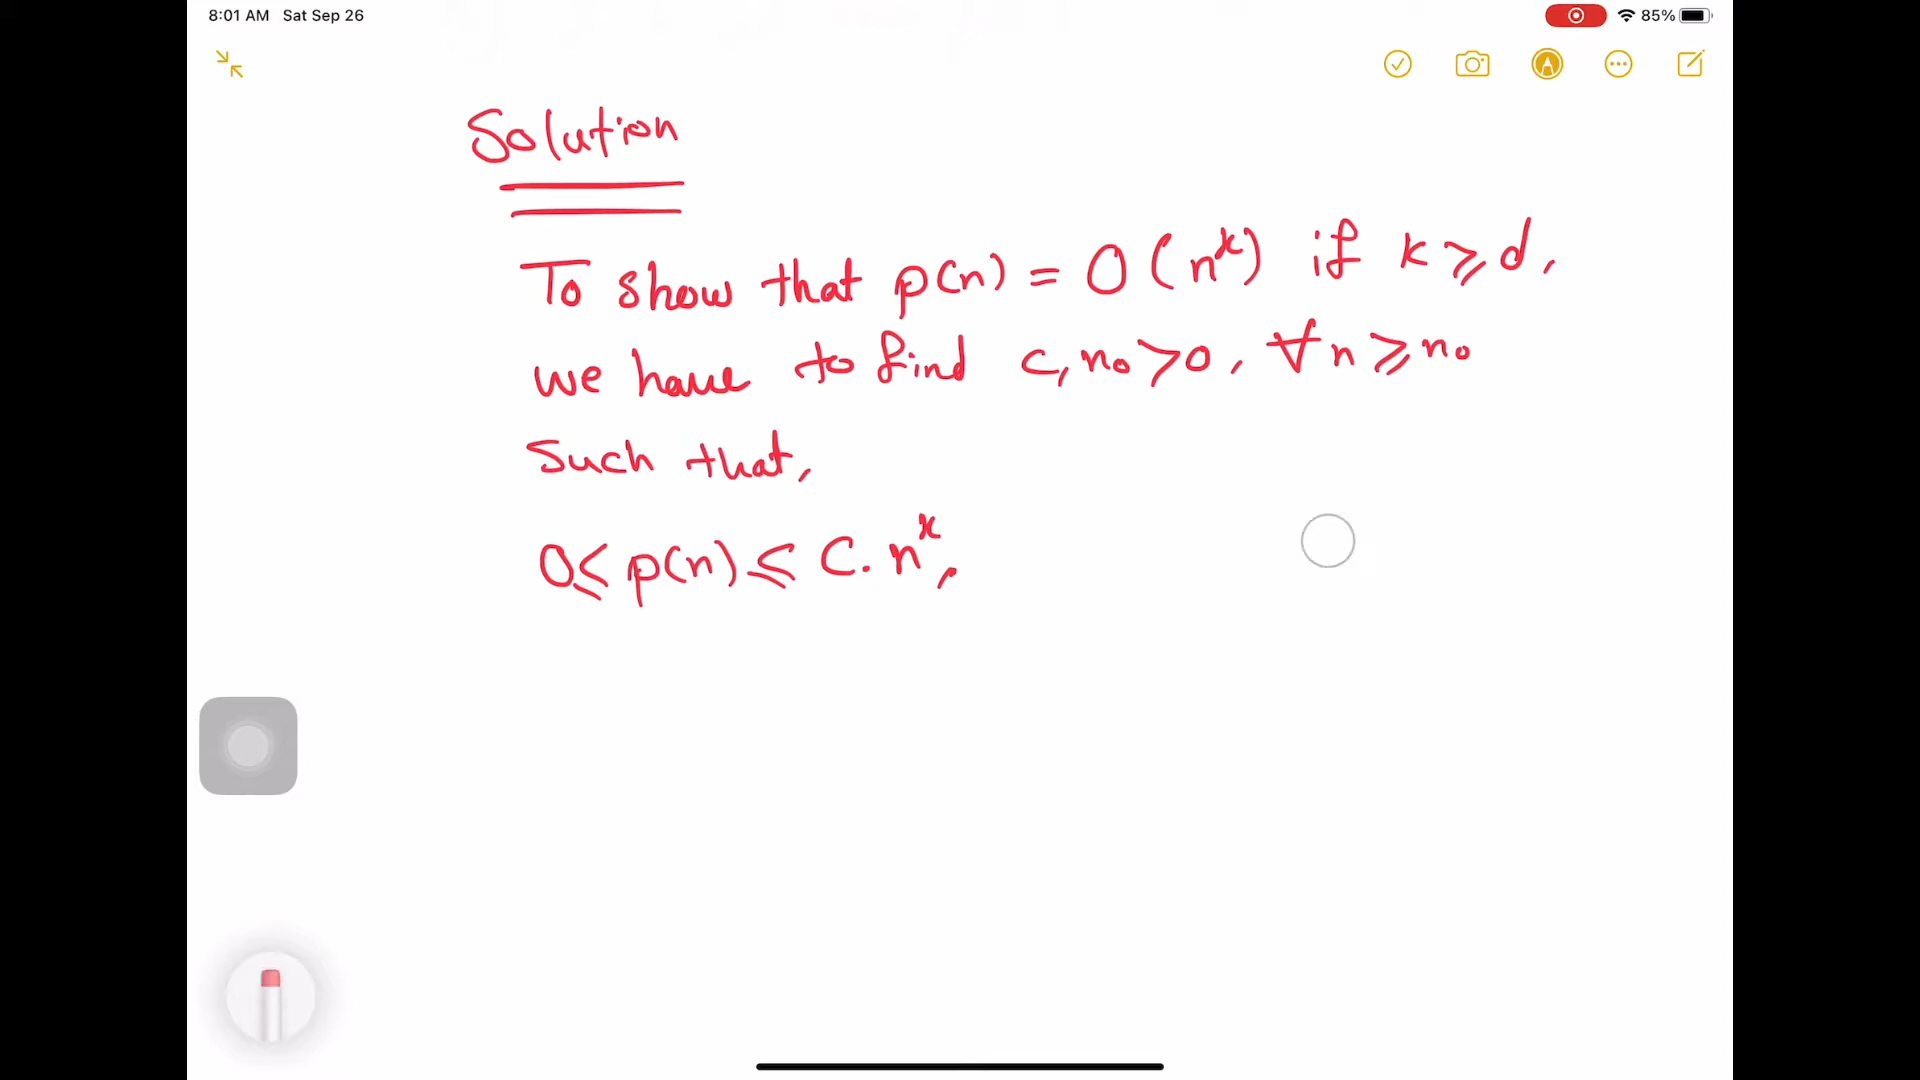 8:01 AM Sat Sep 26
85%
Solution
To show that p(n) = O(n^k) if k ⩾ d,
we have to find c, n₀ > 0, ∀n ⩾ n₀
Such that,
0 ⩽ p(n) ⩽ C. n^k,